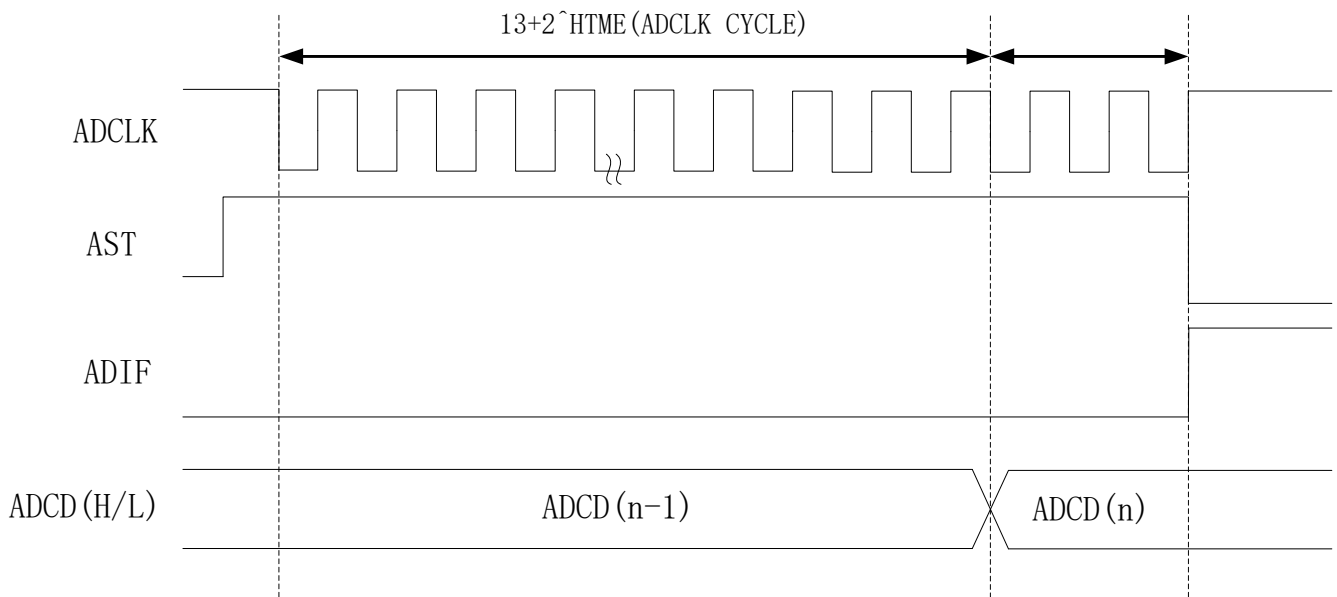 13+2^HTME(ADCLK CYCLE)
ADCLK
AST
ADIF
ADCD(H/L)
ADCD(n-1)
ADCD(n)